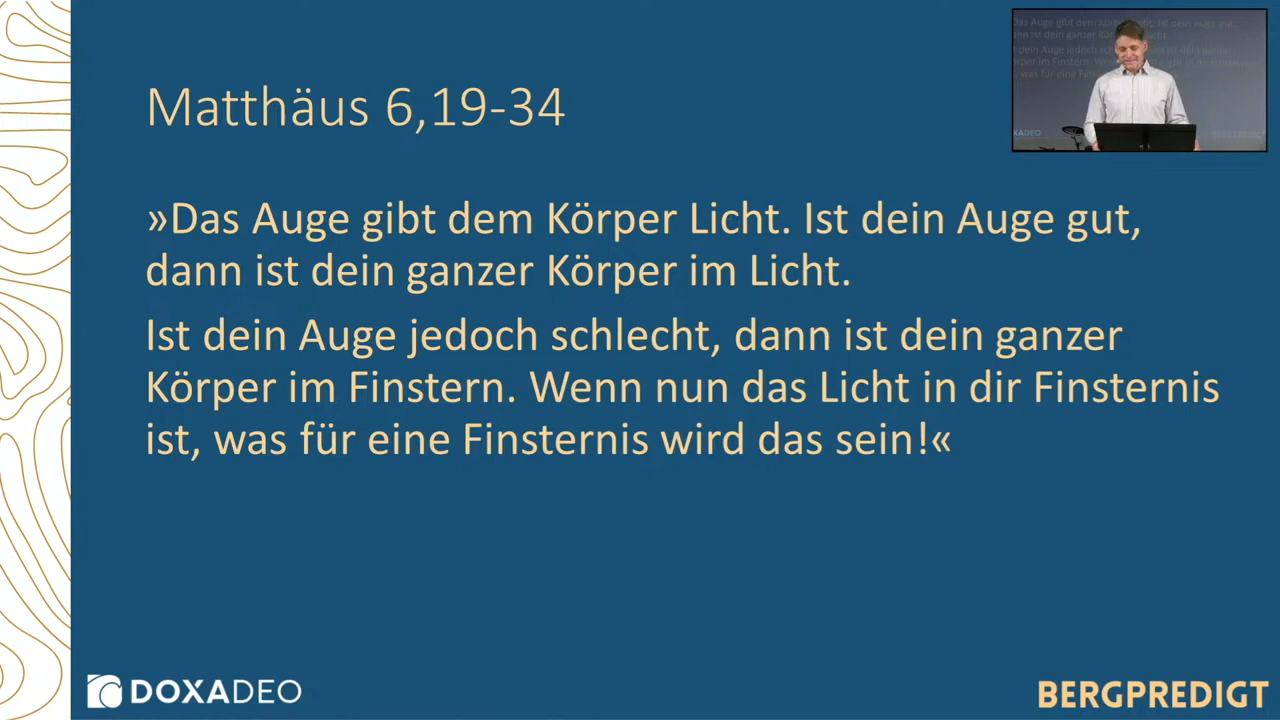 Matthäus 6,19-34
»Das Auge gibt dem Körper Licht. Ist dein Auge gut,
dann ist dein ganzer Körper im Licht.
Ist dein Auge jedoch schlecht, dann ist dein ganzer
Körper im Finstern. Wenn nun das Licht in dir Finsternis
ist, was für eine Finsternis wird das sein!«
DOXADEO
BERGPREDIGT